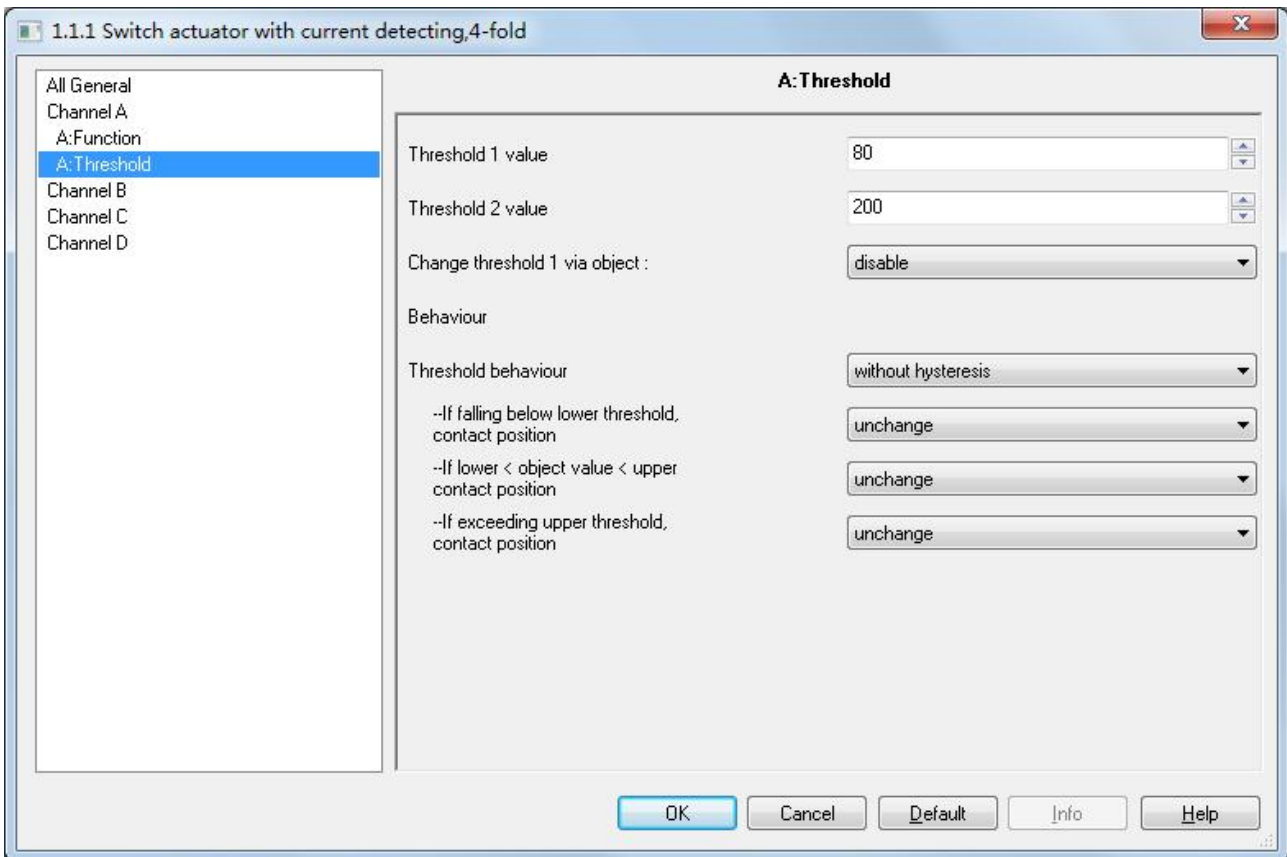 1.1.1 Switch actuator with current detecting,4-fold
All General
Channel A
A:Function
A:Threshold
Channel B
Channel C
Channel D
A:Threshold
Threshold 1 value
80
Threshold 2 value
200
Change threshold 1 via object :
disable
Behaviour
Threshold behaviour
without hysteresis
--If falling below lower threshold,
contact position
unchange
--If lower < object value < upper
contact position
unchange
--If exceeding upper threshold,
contact position
unchange
OK
Cancel
Default
Info
Help